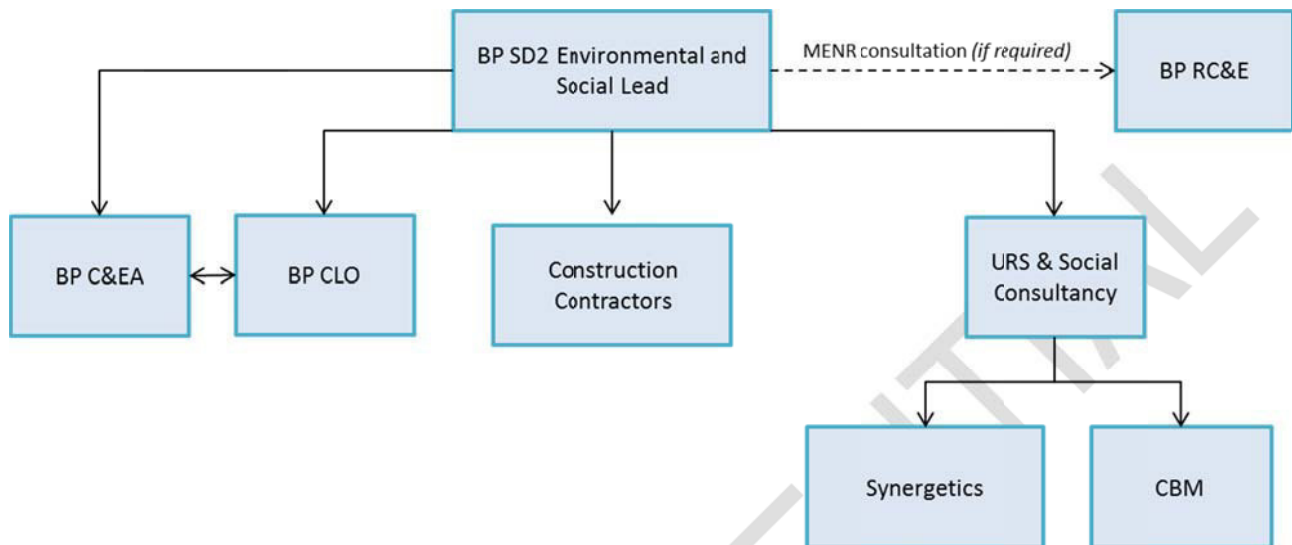 BP SD2 Environmental and
Social Lead
MENR consultation (if required)
BP RC&E
BP C&EA
BP CLO
Construction
Contractors
URS & Social
Consultancy
Synergetics
CBM